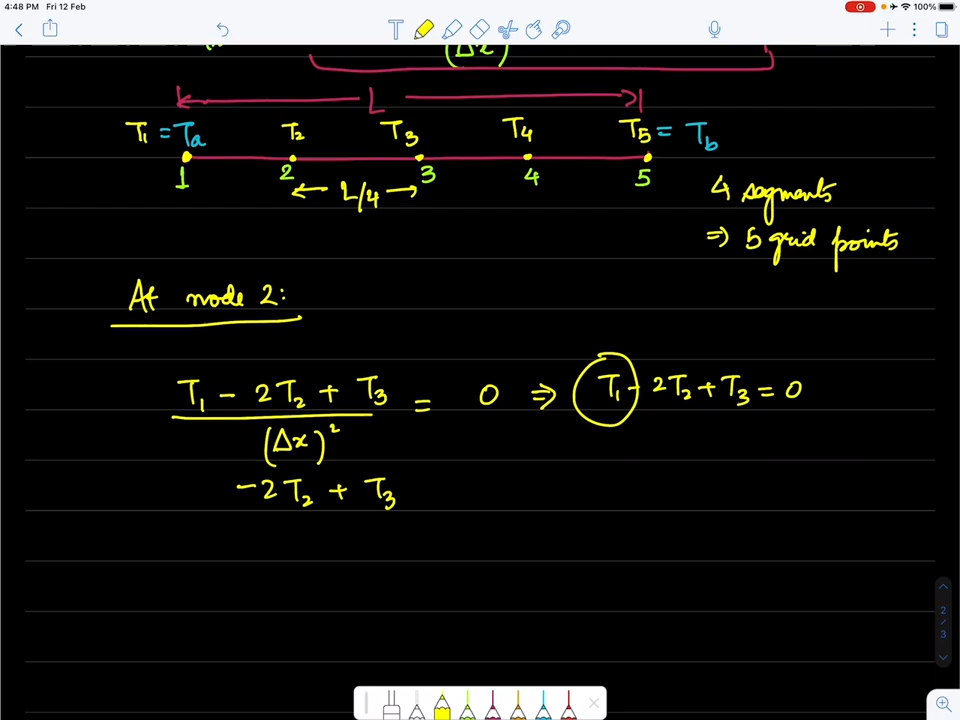 4:48 PM Fri 12 Feb 100%
(Δx)
L
T₁ = Ta T₂ T₃ T₄ T₅ = Tb
1 2 3 4 5
L/4
4 segments
⇒ 5 grid points
At node 2:
T₁ - 2T₂ + T₃ = 0 ⇒ T₁ - 2T₂ + T₃ = 0
(Δx)²
-2T₂ + T₃
2
/
3